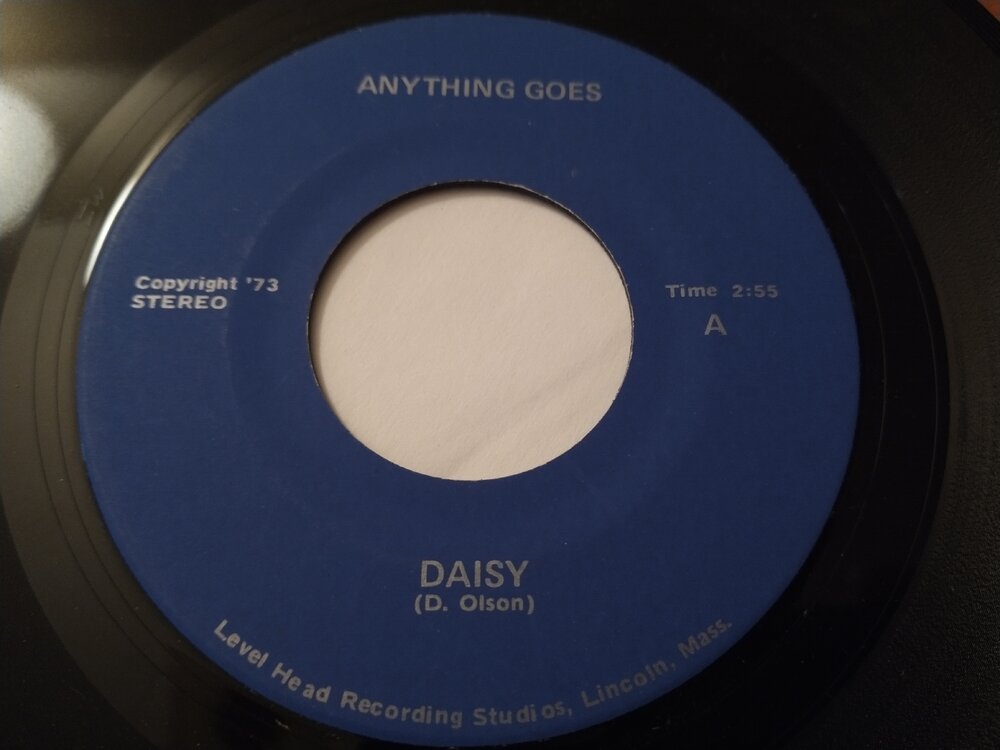 ANYTHING GOES
Copyright '73
STEREO
Time 2:55
A
DAISY
(D. Olson)
Level Head Recording Studios, Lincoln, Mass.